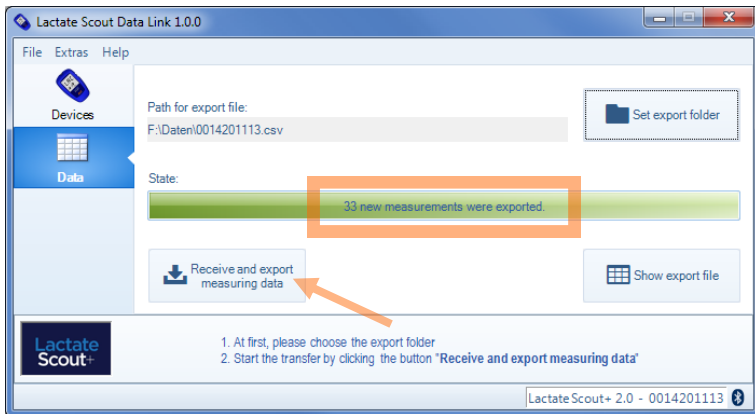 Lactate Scout Data Link 1.0.0
File Extras Help
Devices
Data
Path for export file:
F:\Daten\0014201113.csv
Set export folder
State:
33 new measurements were exported.
Receive and export
measuring data
Show export file
Lactate
Scout+
1. At first, please choose the export folder
2. Start the transfer by clicking the button "Receive and export measuring data"
Lactate Scout+ 2.0 - 0014201113